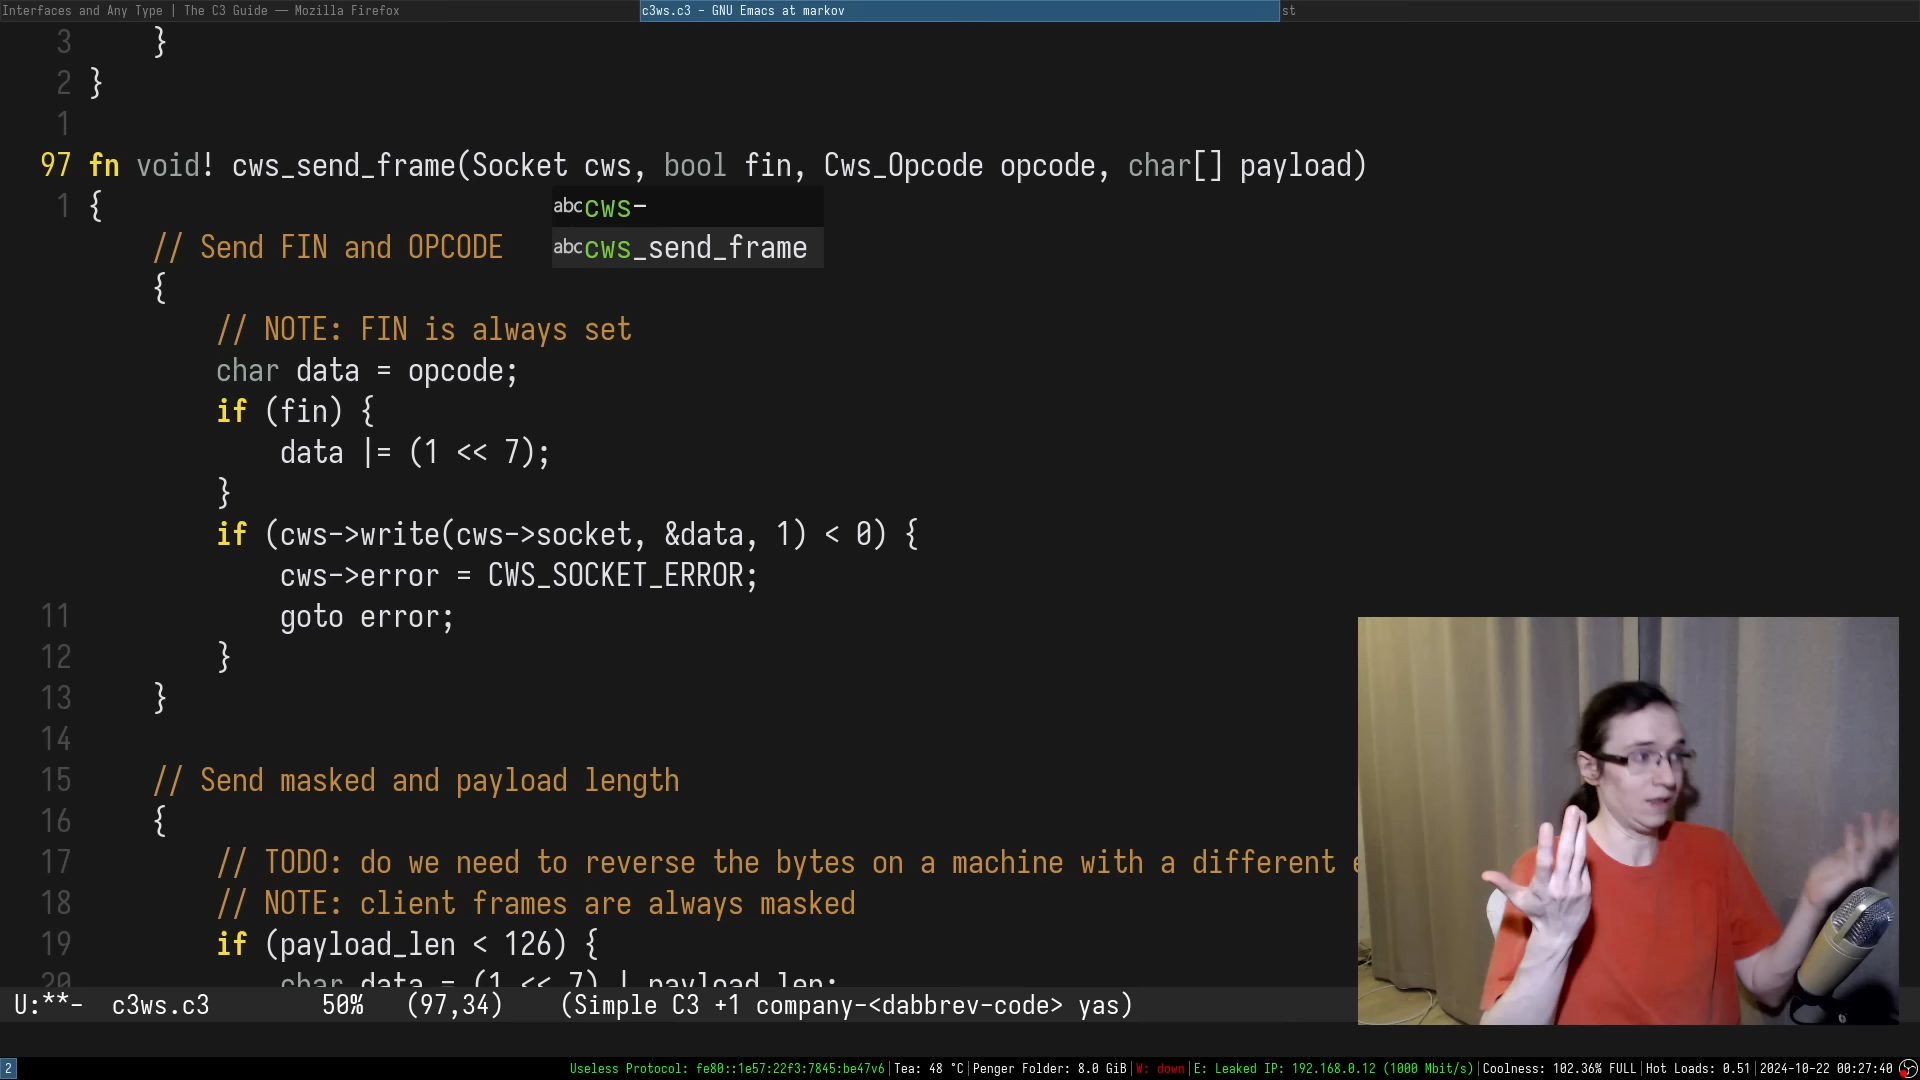 Interfaces and Any Type | The C3 Guide — Mozilla Firefox
c3ws.c3 - GNU Emacs at markov
st
3 }
2 }
1
97 fn void! cws_send_frame(Socket cws, bool fin, Cws_Opcode opcode, char[] payload)
1 {
abc cws-
// Send FIN and OPCODE
abc cws_send_frame
{
// NOTE: FIN is always set
char data = opcode;
if (fin) {
data |= (1 << 7);
}
if (cws->write(cws->socket, &data, 1) < 0) {
cws->error = CWS_SOCKET_ERROR;
11 goto error;
12 }
13 }
14
15 // Send masked and payload length
16 {
17 // TODO: do we need to reverse the bytes on a machine with a different
18 // NOTE: client frames are always masked
19 if (payload_len < 126) {
20 char data = (1 << 7) | payload_len;
U:**- c3ws.c3 50% (97,34) (Simple C3 +1 company-<dabbrev-code> yas)
2
Useless Protocol: fe80::1e57:22f3:7845:be47v6|Tea: 48 °C|Penger Folder: 8.0 GiB|W: down|E: Leaked IP: 192.168.0.12 (1000 Mbit/s)|Coolness: 102.36% FULL|Hot Loads: 0.51|2024-10-22 00:27:40